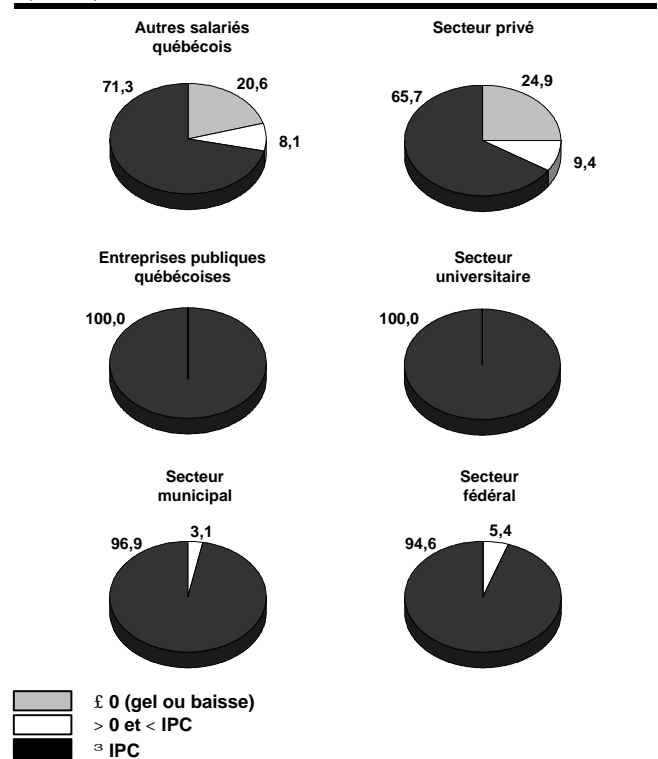 Autres salariés
québécois
71,3
20,6
8,1
Secteur privé
65,7
24,9
9,4
Entreprises publiques
québécoises
100,0
Secteur
universitaire
100,0
Secteur
municipal
96,9
3,1
Secteur
fédéral
94,6
5,4
£ 0 (gel ou baisse)
> 0 et < IPC
³ IPC